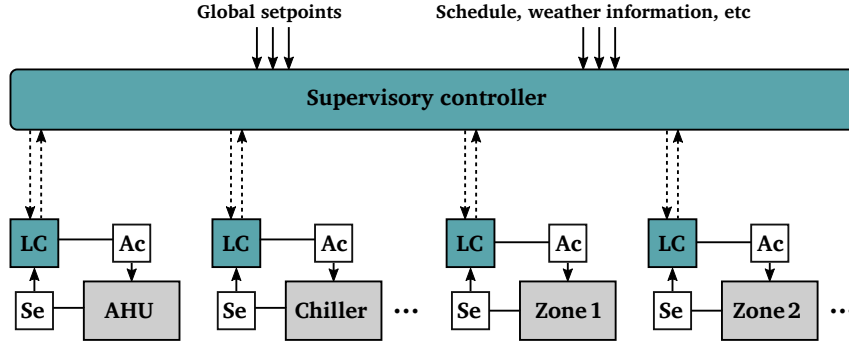 Global setpoints
Schedule, weather information, etc
Supervisory controller
LC
Ac
LC
Ac
LC
Ac
LC
Ac
Se
AHU
Se
Chiller
...
Se
Zone 1
Se
Zone 2
...